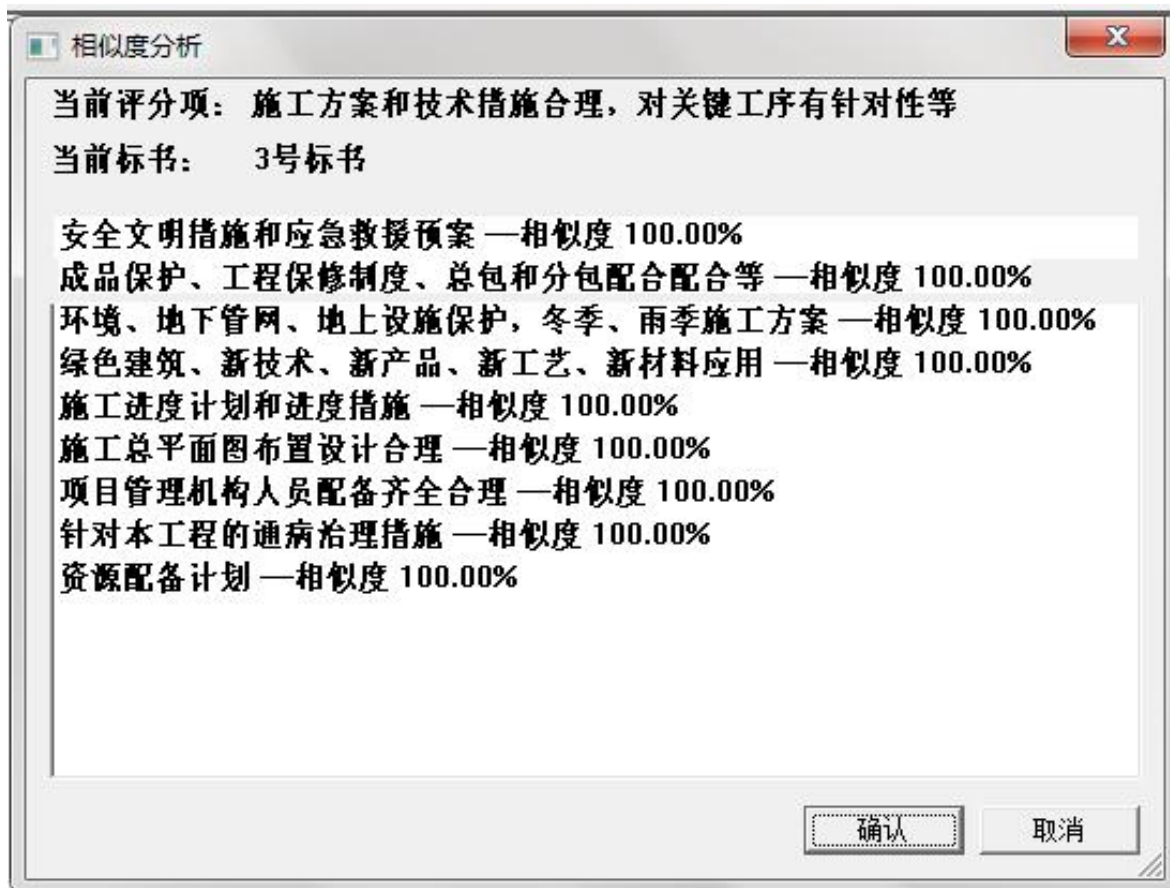 相似度分析
当前评分项： 施工方案和技术措施合理，对关键工序有针对性等
当前标书： 3号标书
安全文明措施和应急救援预案 —相似度 100.00%
成品保护、工程保修制度、总包和分包配合配合等 —相似度 100.00%
环境、地下管网、地上设施保护，冬季、雨季施工方案 —相似度 100.00%
绿色建筑、新技术、新产品、新工艺、新材料应用 —相似度 100.00%
施工进度计划和进度措施 —相似度 100.00%
施工总平面图布置设计合理 —相似度 100.00%
项目管理机构人员配备齐全合理 —相似度 100.00%
针对本工程的通病治理措施 —相似度 100.00%
资源配备计划 —相似度 100.00%
确认 取消